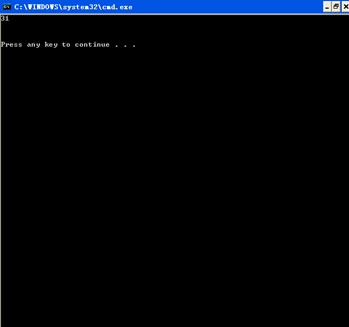 C:\WINDOWS\system32\cmd.exe
31
Press any key to continue . . .